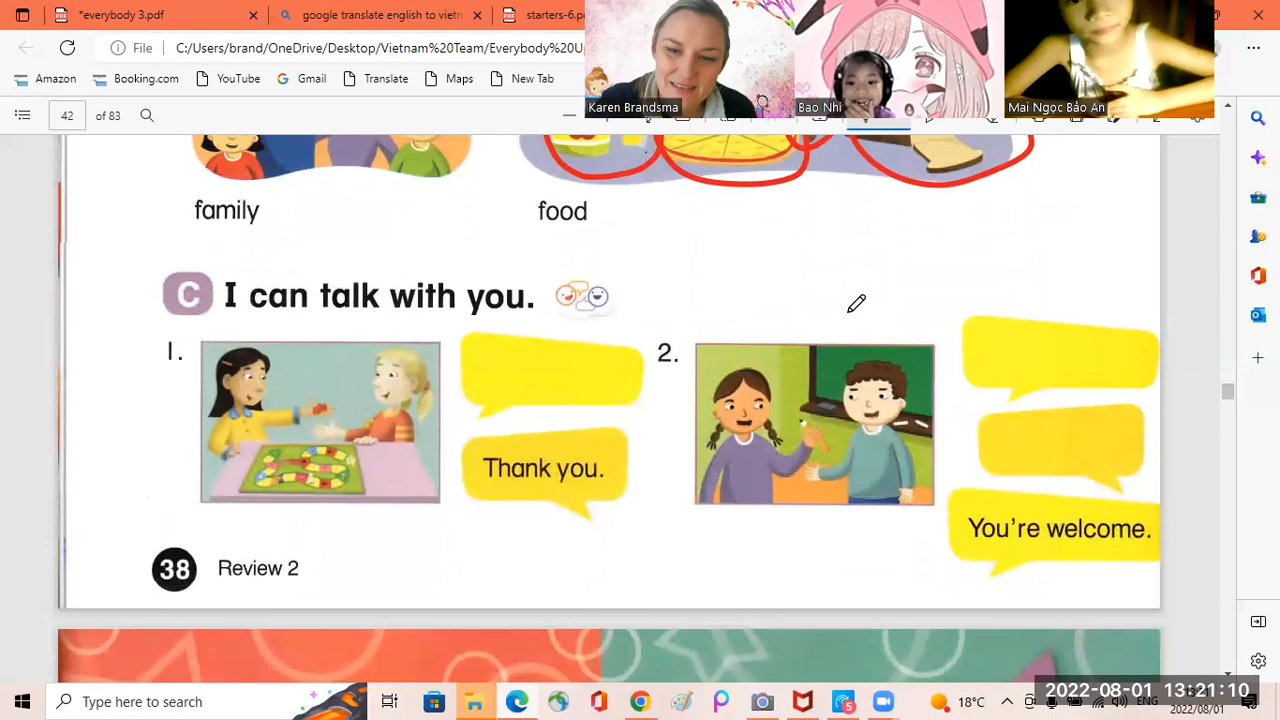 "everybody 3.pdf
google translate english to vietn
starters-6.pd
File
C:/Users/brand/OneDrive/Desktop/Vietnam%20Team/Everybody%20U
Amazon
Booking.com
YouTube
Gmail
Translate
Maps
New Tab
Karen Brandsma
Bao Nhi
Mai Ngọc Bảo An
42
of 83
family
food
C I can talk with you.
1.
Thank you.
2.
You're welcome.
38 Review 2
Type here to search
5
18°C
ENG
2022-08-01 13:21:10
2022/08/01